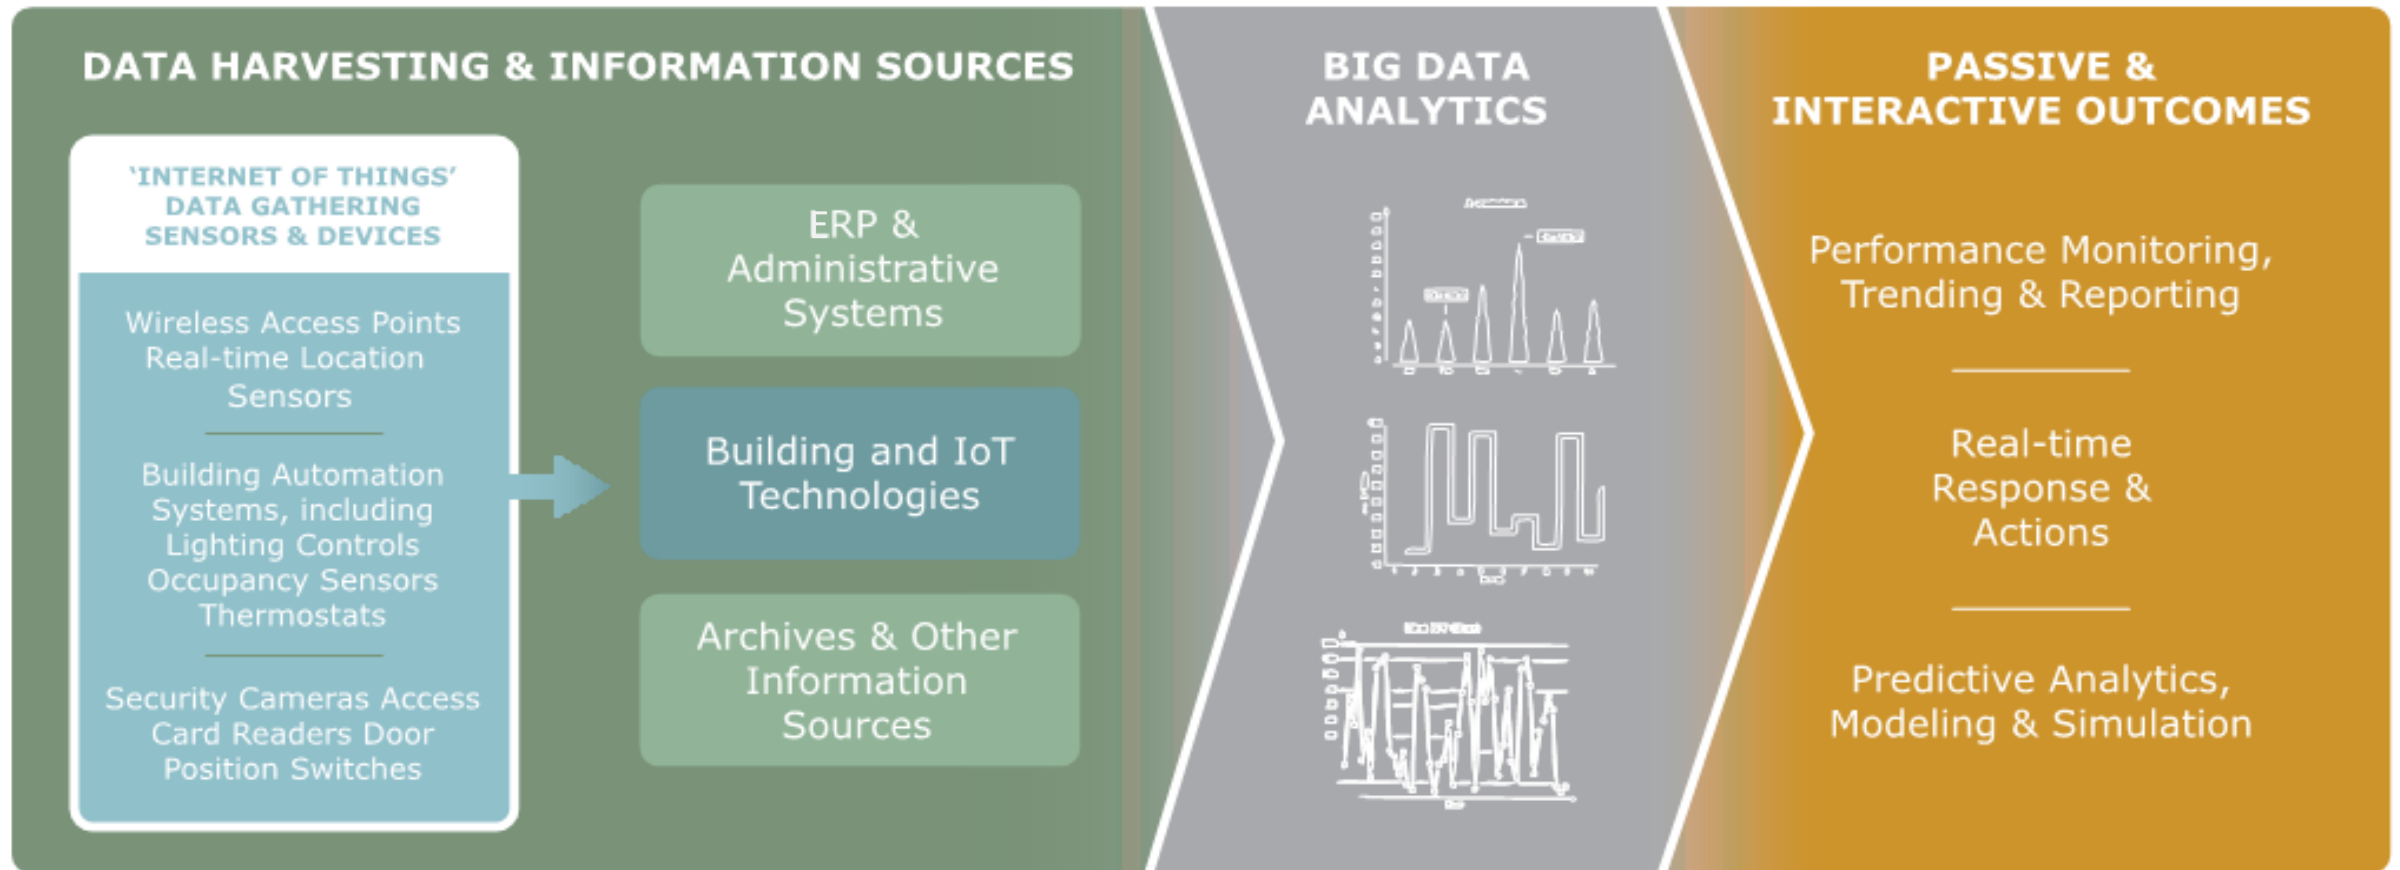 DATA HARVESTING & INFORMATION SOURCES
‘INTERNET OF THINGS’
DATA GATHERING
SENSORS & DEVICES
Wireless Access Points
Real-time Location
Sensors
Building Automation
Systems, including
Lighting Controls
Occupancy Sensors
Thermostats
Security Cameras Access
Card Readers Door
Position Switches
ERP &
Administrative
Systems
Building and IoT
Technologies
Archives & Other
Information
Sources
BIG DATA
ANALYTICS
PASSIVE &
INTERACTIVE OUTCOMES
Performance Monitoring,
Trending & Reporting
Real-time
Response &
Actions
Predictive Analytics,
Modeling & Simulation